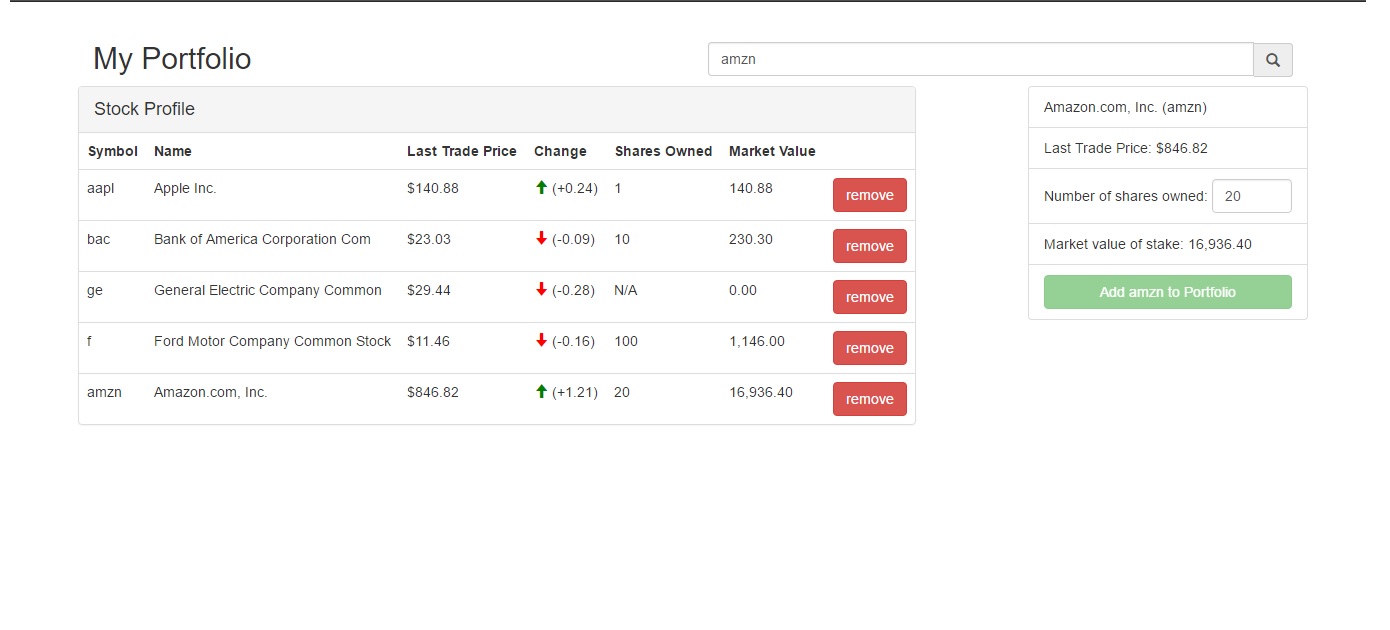 My Portfolio
amzn
Stock Profile
Symbol Name Last Trade Price Change Shares Owned Market Value
aapl Apple Inc. $140.88 (+0.24) 1 140.88 remove
bac Bank of America Corporation Com $23.03 (-0.09) 10 230.30 remove
ge General Electric Company Common $29.44 (-0.28) N/A 0.00 remove
f Ford Motor Company Common Stock $11.46 (-0.16) 100 1,146.00 remove
amzn Amazon.com, Inc. $846.82 (+1.21) 20 16,936.40 remove
Amazon.com, Inc. (amzn)
Last Trade Price: $846.82
Number of shares owned: 20
Market value of stake: 16,936.40
Add amzn to Portfolio